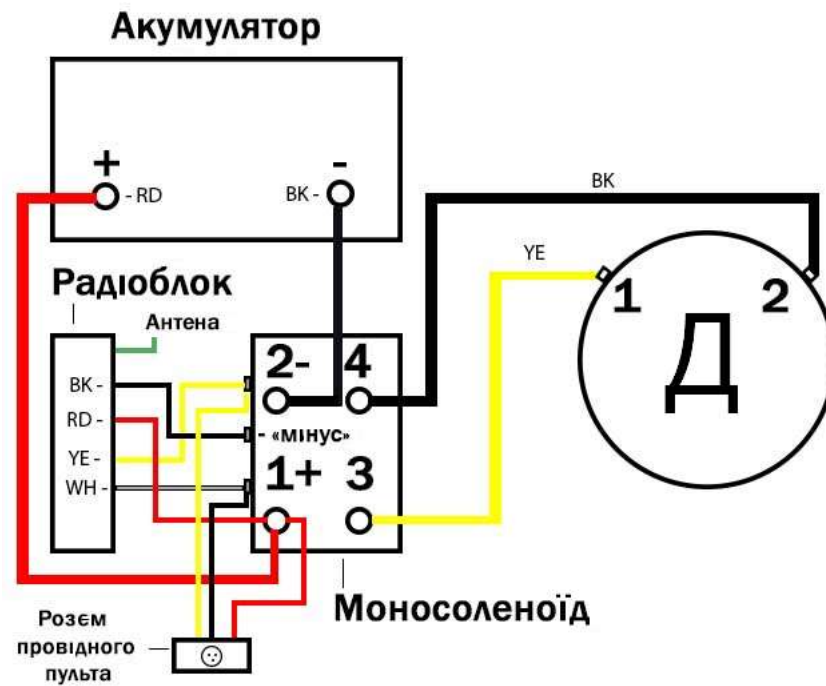 Акумулятор
+
-
- RD
BK -
BK
YE
Радіоблок
Антена
1
2
Д
BK -
RD -
YE -
WH -
2-
4
- «мінус»
1+
3
Моносоленоїд
Розєм
провідного
пульта